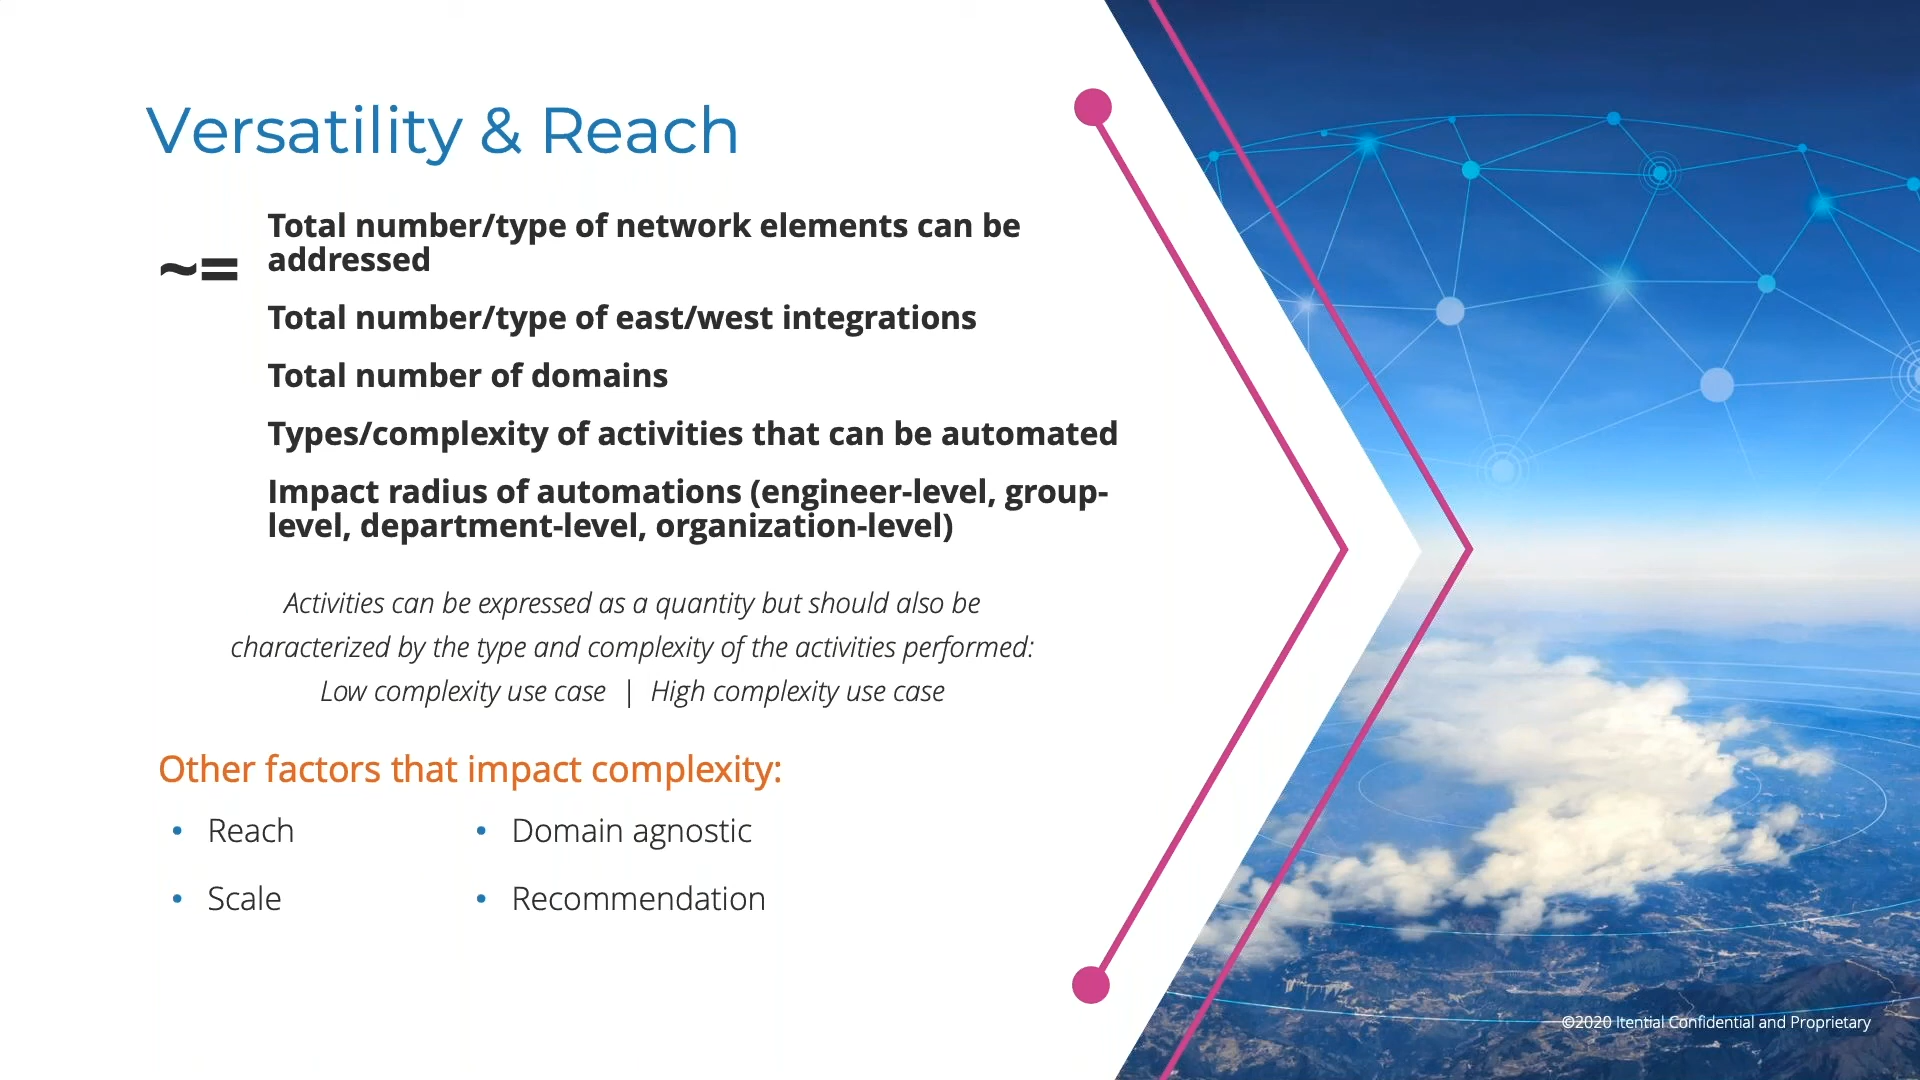 Versatility & Reach
~=
Total number/type of network elements can be
addressed
Total number/type of east/west integrations
Total number of domains
Types/complexity of activities that can be automated
Impact radius of automations (engineer-level, group-
level, department-level, organization-level)
Activities can be expressed as a quantity but should also be
characterized by the type and complexity of the activities performed:
Low complexity use case | High complexity use case
Other factors that impact complexity:
• Reach
• Domain agnostic
• Scale
• Recommendation
©2020 Itential Confidential and Proprietary